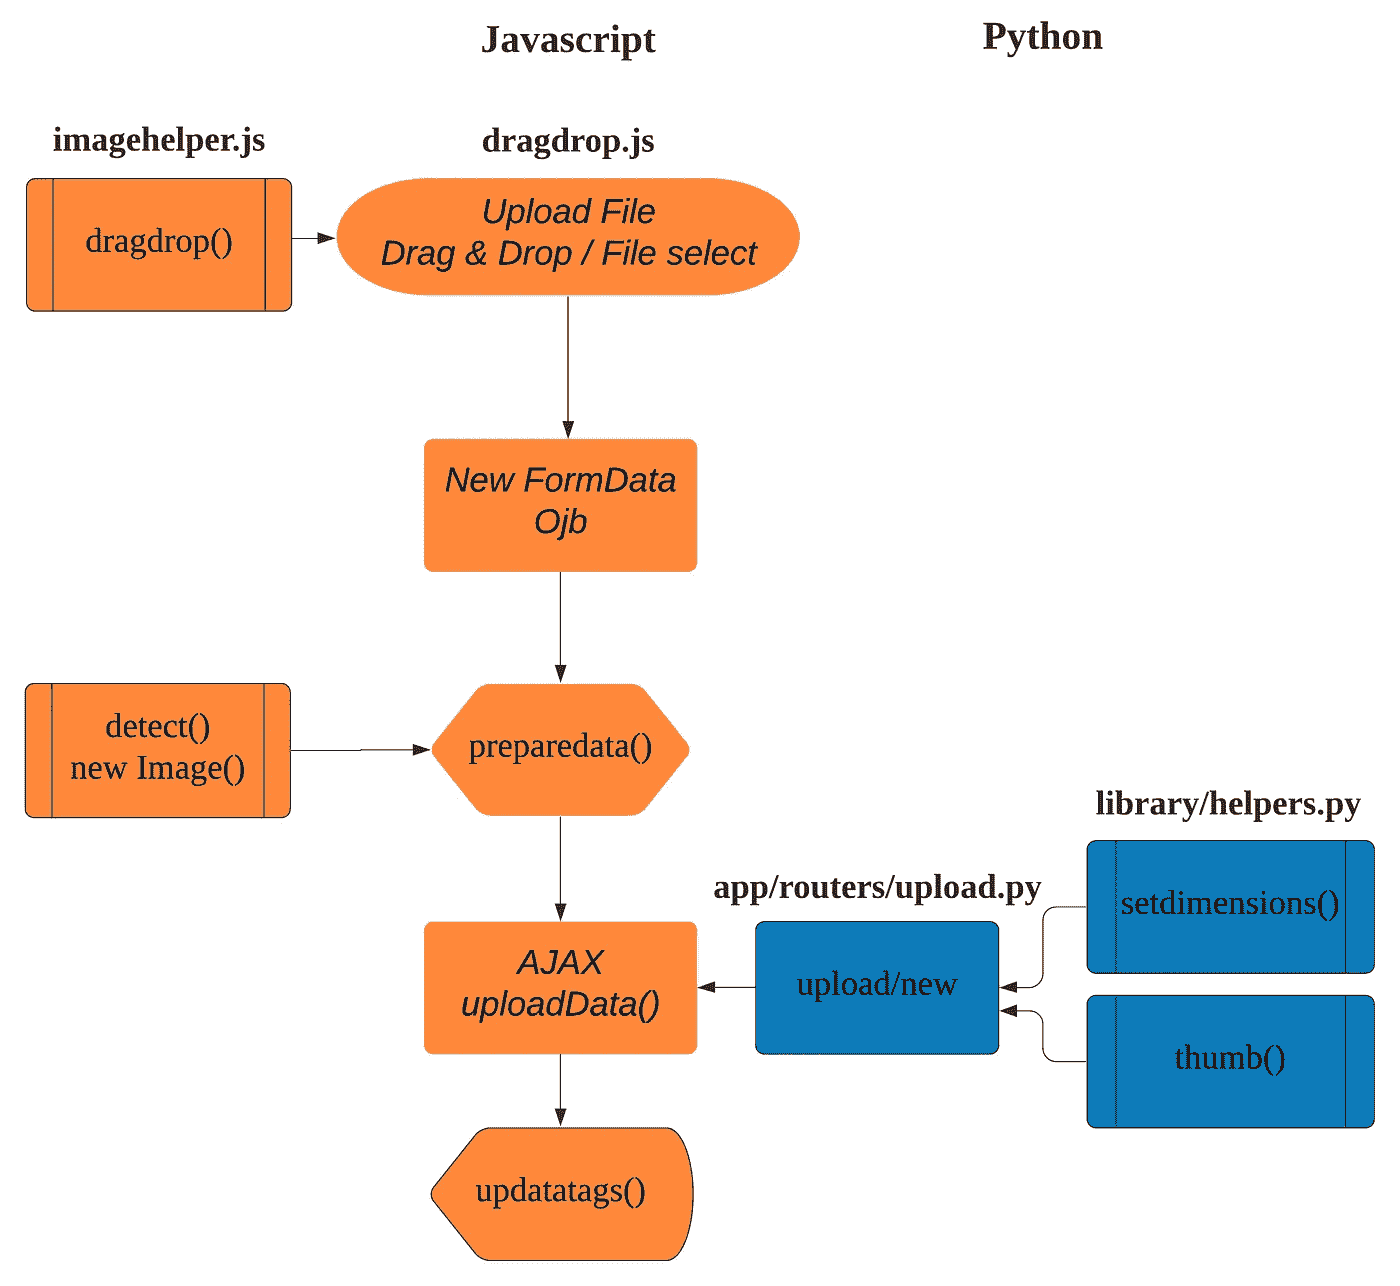 Javascript
Python
imagehelper.js
dragdrop.js
dragdrop()
Upload File
Drag & Drop / File select
New FormData
Ojb
detect()
new Image()
preparedata()
library/helpers.py
setdimensions()
app/routers/upload.py
AJAX
uploadData()
upload/new
thumb()
updatatags()